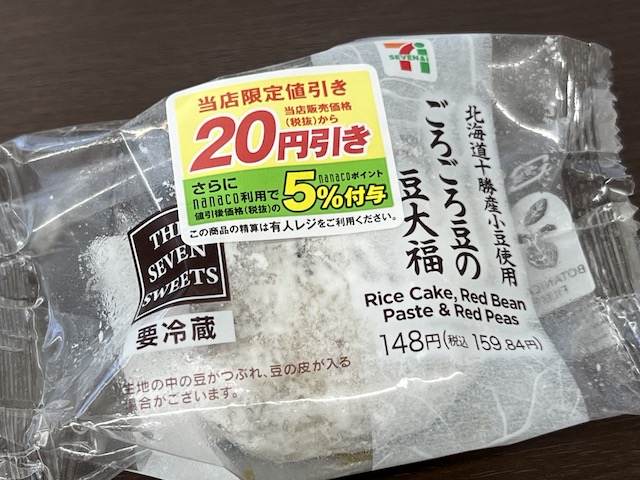 SEVEN&i
当店限定値引き
当店販売価格
(税抜)から
20円引き
さらに
nanaco利用で
値引後価格(税抜)の
nanacoポイント
5%付与
この商品の精算は有人レジをご利用ください。
北海道十勝産小豆使用
ごろごろ豆の
豆大福
THE
SEVEN
SWEETS
要冷蔵
Rice Cake, Red Bean
Paste & Red Peas
148円(税込 159.84円)
生地の中の豆がつぶれ、豆の皮が入る
場合がございます。